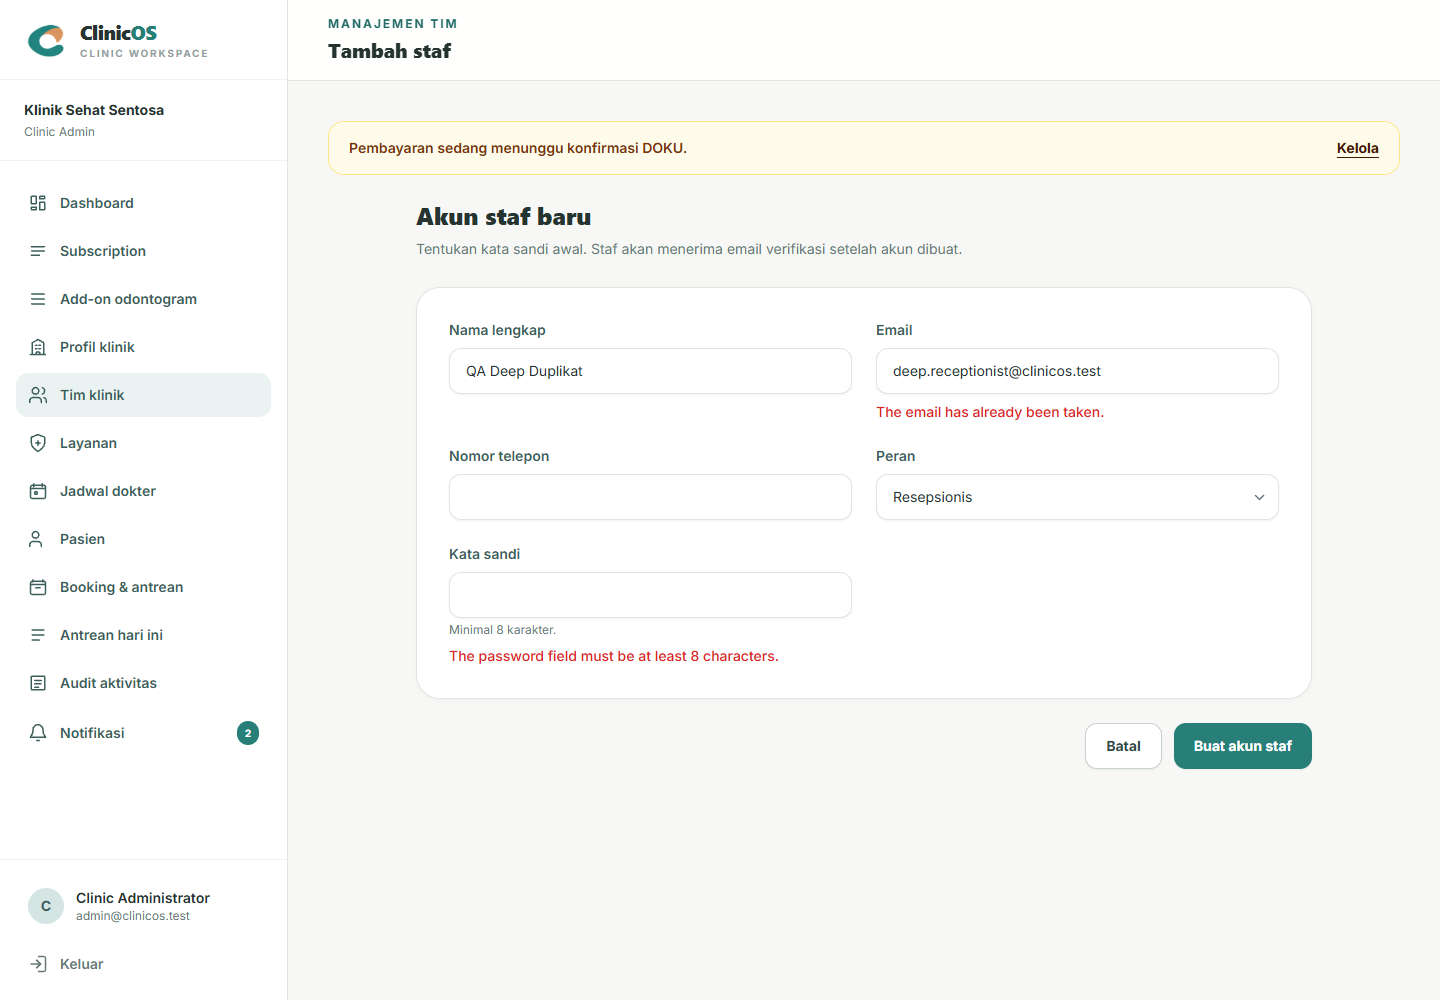 ClinicOS
CLINIC WORKSPACE
Klinik Sehat Sentosa
Clinic Admin
Dashboard
Subscription
Add-on odontogram
Profil klinik
Tim klinik
Layanan
Jadwal dokter
Pasien
Booking & antrean
Antrean hari ini
Audit aktivitas
Notifikasi 2
C
Clinic Administrator
admin@clinicos.test
Keluar
MANAJEMEN TIM
Tambah staf
Pembayaran sedang menunggu konfirmasi DOKU. Kelola
Akun staf baru
Tentukan kata sandi awal. Staf akan menerima email verifikasi setelah akun dibuat.
Nama lengkap
QA Deep Duplikat
Email
deep.receptionist@clinicos.test
The email has already been taken.
Nomor telepon
Peran
Resepsionis
Kata sandi
Minimal 8 karakter.
The password field must be at least 8 characters.
Batal
Buat akun staf